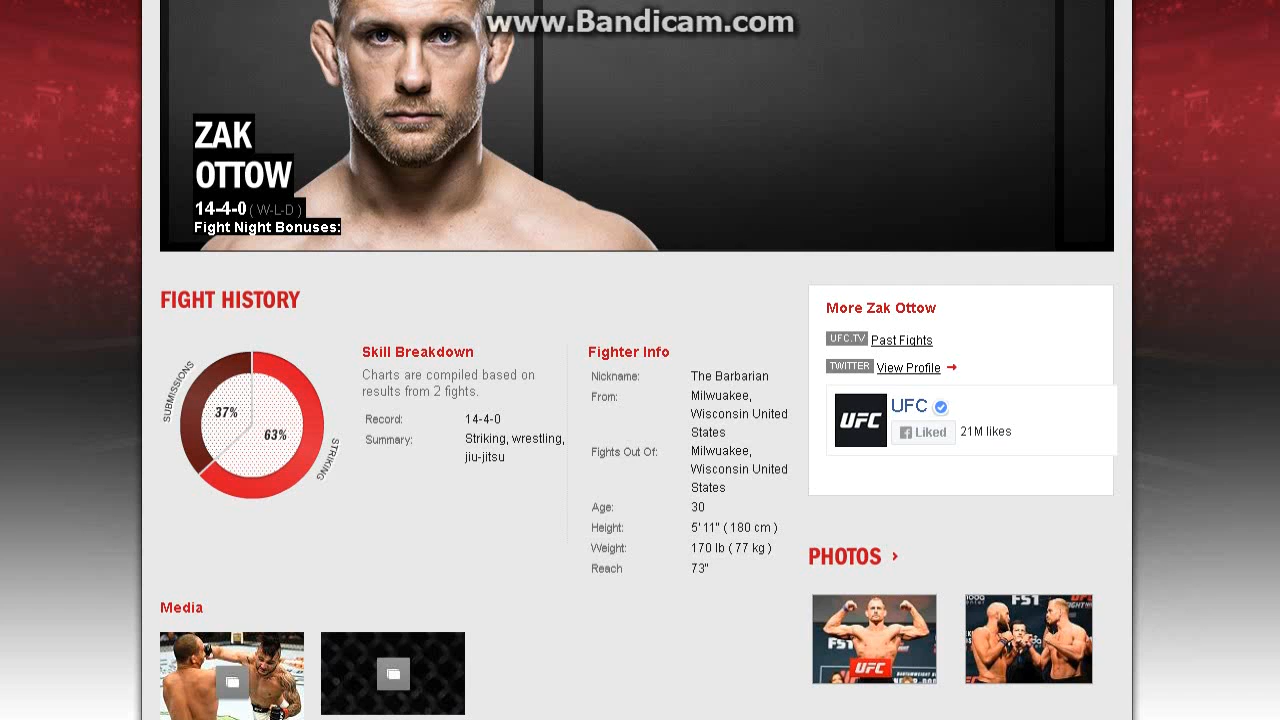 www.Bandicam.com
ZAK
OTTOW
14-4-0 ( W-L-D )
Fight Night Bonuses:
FIGHT HISTORY
SUBMISSIONS
37%
63%
STRIKING
Skill Breakdown
Charts are compiled based on
results from 2 fights.
Record: 14-4-0
Summary: Striking, wrestling,
jiu-jitsu
Fighter Info
Nickname: The Barbarian
From: Milwuakee,
Wisconsin United
States
Fights Out Of: Milwuakee,
Wisconsin United
States
Age: 30
Height: 5' 11" ( 180 cm )
Weight: 170 lb ( 77 kg )
Reach 73"
More Zak Ottow
UFC.TV Past Fights
TWITTER View Profile
UFC
UFC
Liked 21M likes
PHOTOS
FS1
UFC
FS1
Media